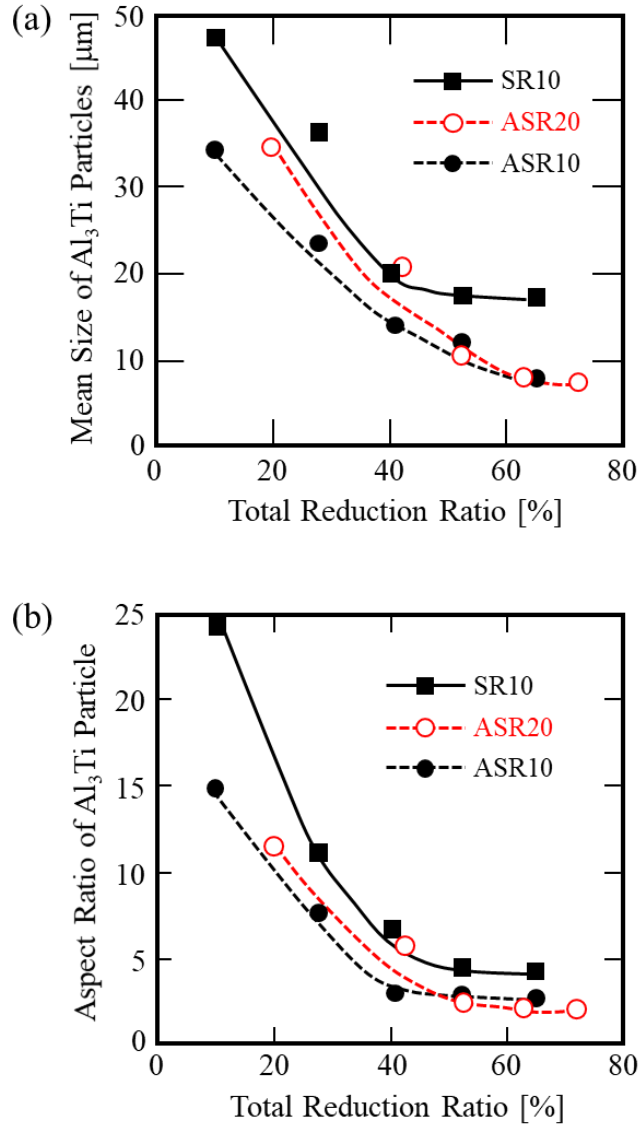 (a)
Mean Size of Al₃Ti Particles [μm]
50
40
30
20
10
0
SR10
ASR20
ASR10
0 20 40 60 80
Total Reduction Ratio [%]
(b)
Aspect Ratio of Al₃Ti Particle
25
20
15
10
5
0
SR10
ASR20
ASR10
0 20 40 60 80
Total Reduction Ratio [%]